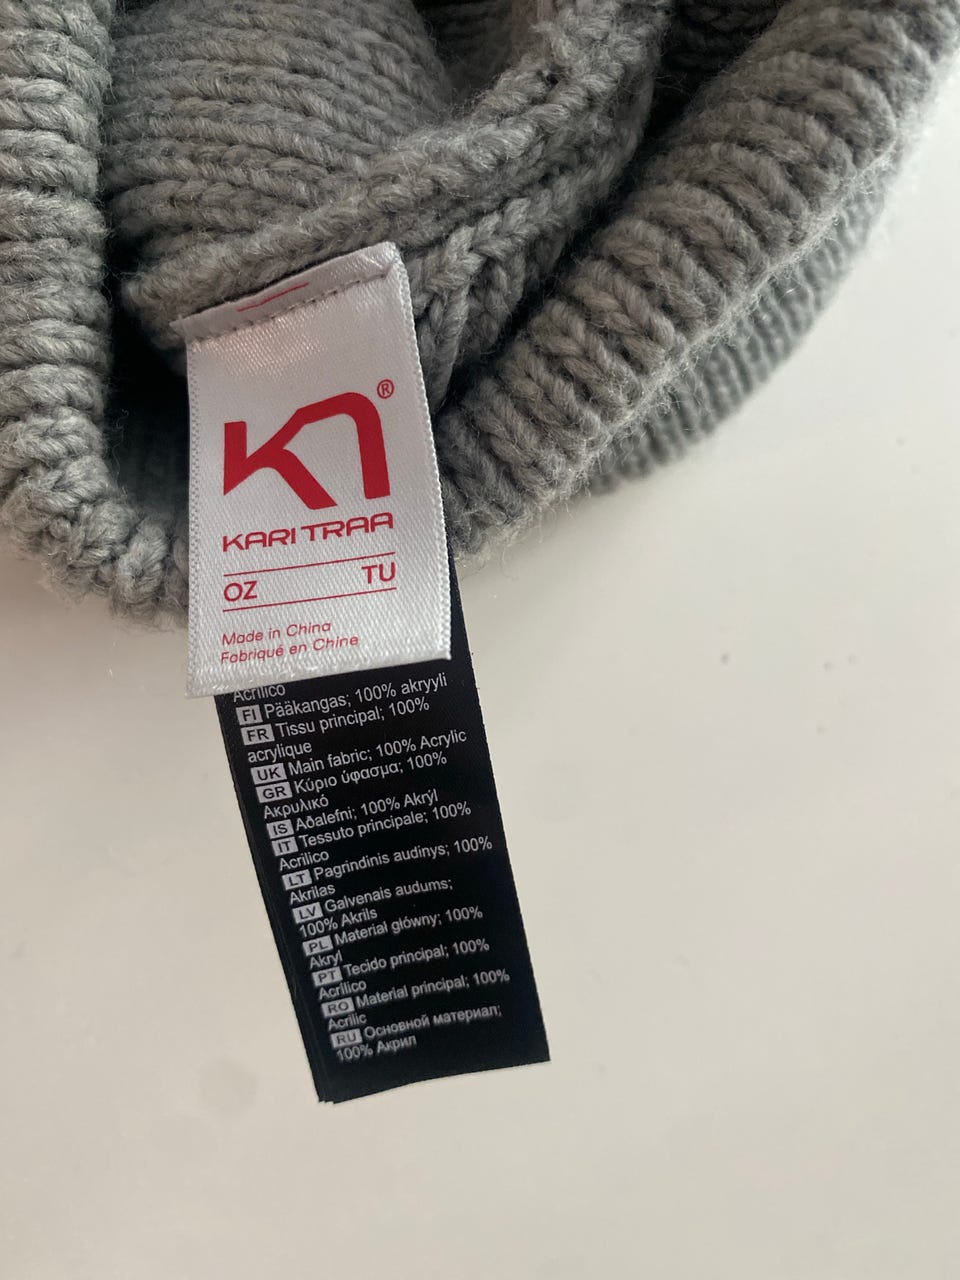 ®
KARI TRAA
OZ TU
Made in China
Fabriqué en Chine
Acrílico
FI Pääkangas; 100% akryyli
FR Tissu principal; 100%
acrylique
UK Main fabric; 100% Acrylic
GR Κύριο ύφασμα; 100%
Ακρυλικό
IS Aðalefni; 100% Akrýl
IT Tessuto principale; 100%
Acrilico
LT Pagrindinis audinys; 100%
Akrilas
LV Galvenais audums;
100% Akrils
PL Materiał główny; 100%
Akryl
PT Tecido principal; 100%
Acrílico
RO Material principal; 100%
Acrilic
RU Основной материал;
100% Акрил